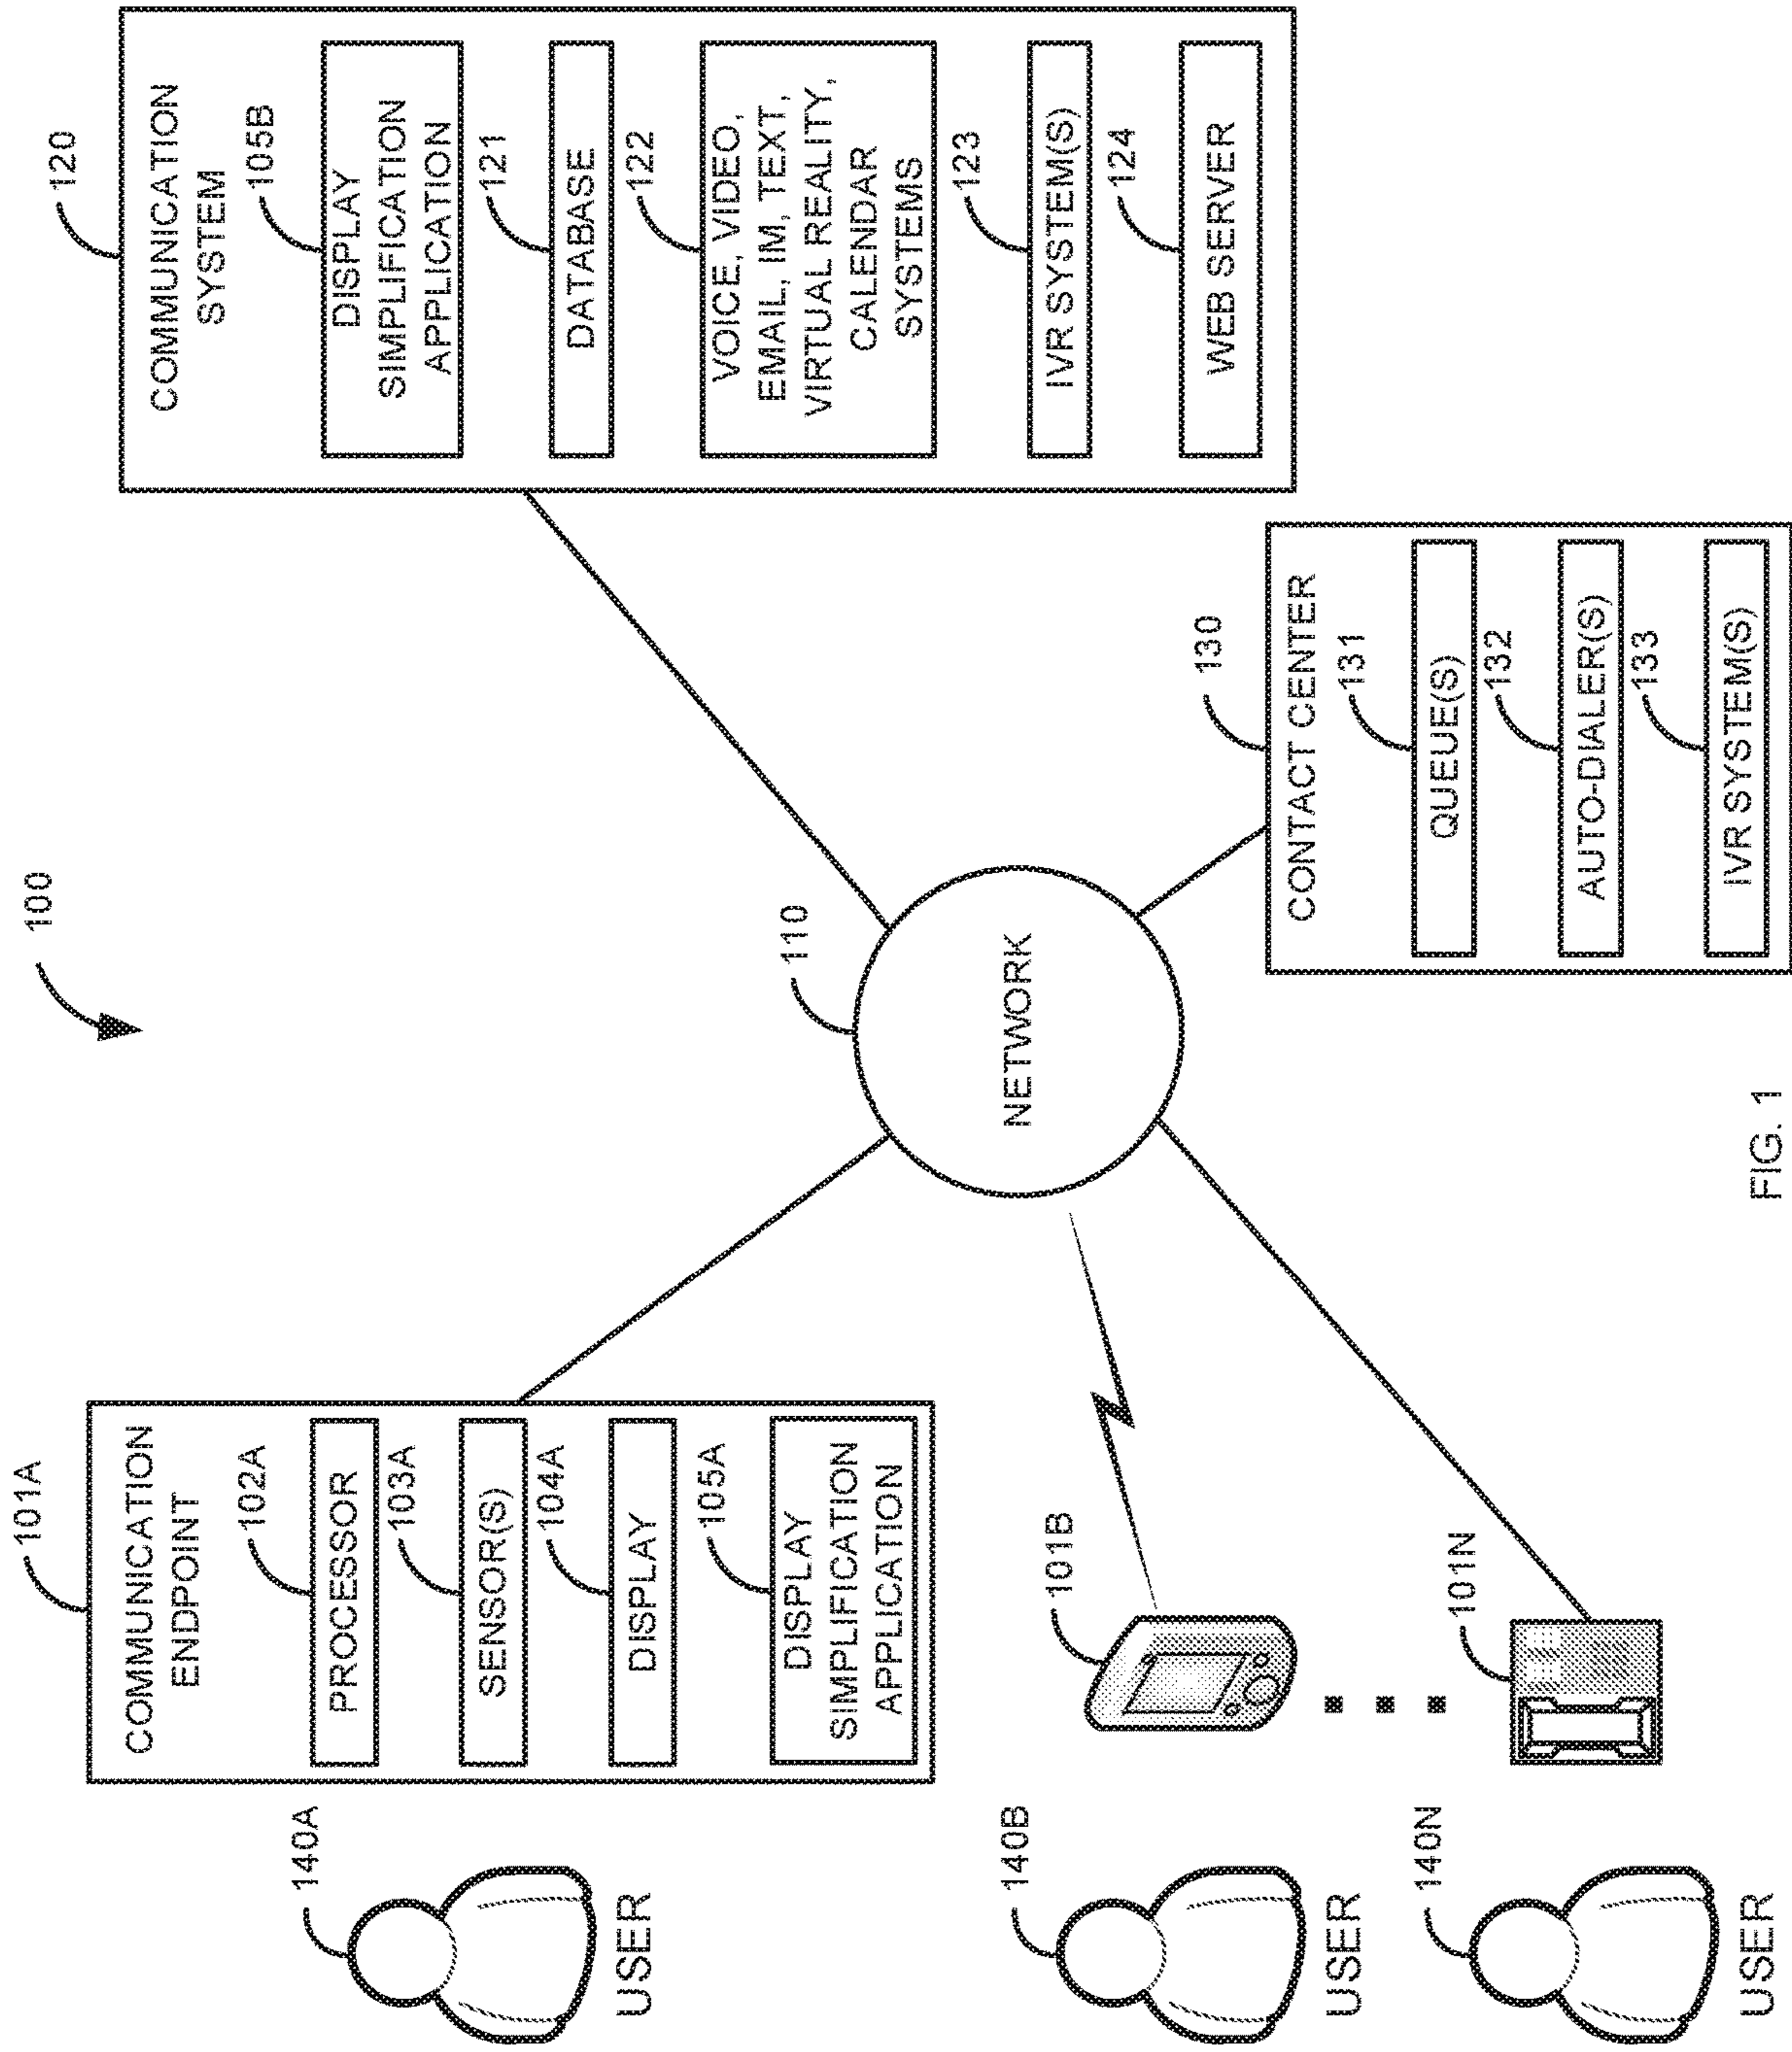 100
101A
COMMUNICATION
ENDPOINT
102A
PROCESSOR
103A
SENSOR(S)
104A
DISPLAY
105A
DISPLAY
SIMPLIFICATION
APPLICATION
140A
USER
101B
140B
USER
101N
140N
USER
110
NETWORK
120
COMMUNICATION
SYSTEM
105B
DISPLAY
SIMPLIFICATION
APPLICATION
121
DATABASE
122
VOICE, VIDEO,
EMAIL, IM, TEXT,
VIRTUAL REALITY,
CALENDAR
SYSTEMS
123
IVR SYSTEM(S)
124
WEB SERVER
130
CONTACT CENTER
131
QUEUE(S)
132
AUTO-DIALER(S)
133
IVR SYSTEM(S)
FIG. 1